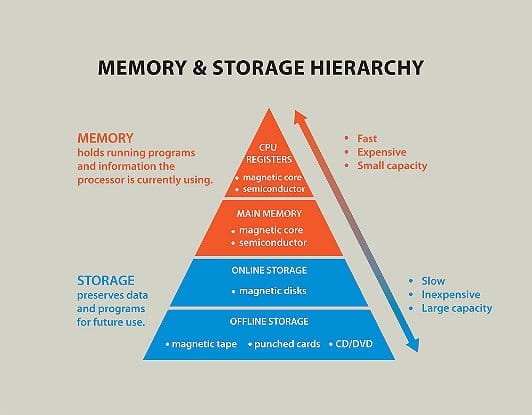 MEMORY & STORAGE HIERARCHY
MEMORY
holds running programs
and information the
processor is currently using.
CPU
REGISTERS
• magnetic core
• semiconductor
• Fast
• Expensive
• Small capacity
MAIN MEMORY
• magnetic core
• semiconductor
STORAGE
preserves data
and programs
for future use.
ONLINE STORAGE
• magnetic disks
• Slow
• Inexpensive
• Large capacity
OFFLINE STORAGE
• magnetic tape • punched cards • CD/DVD